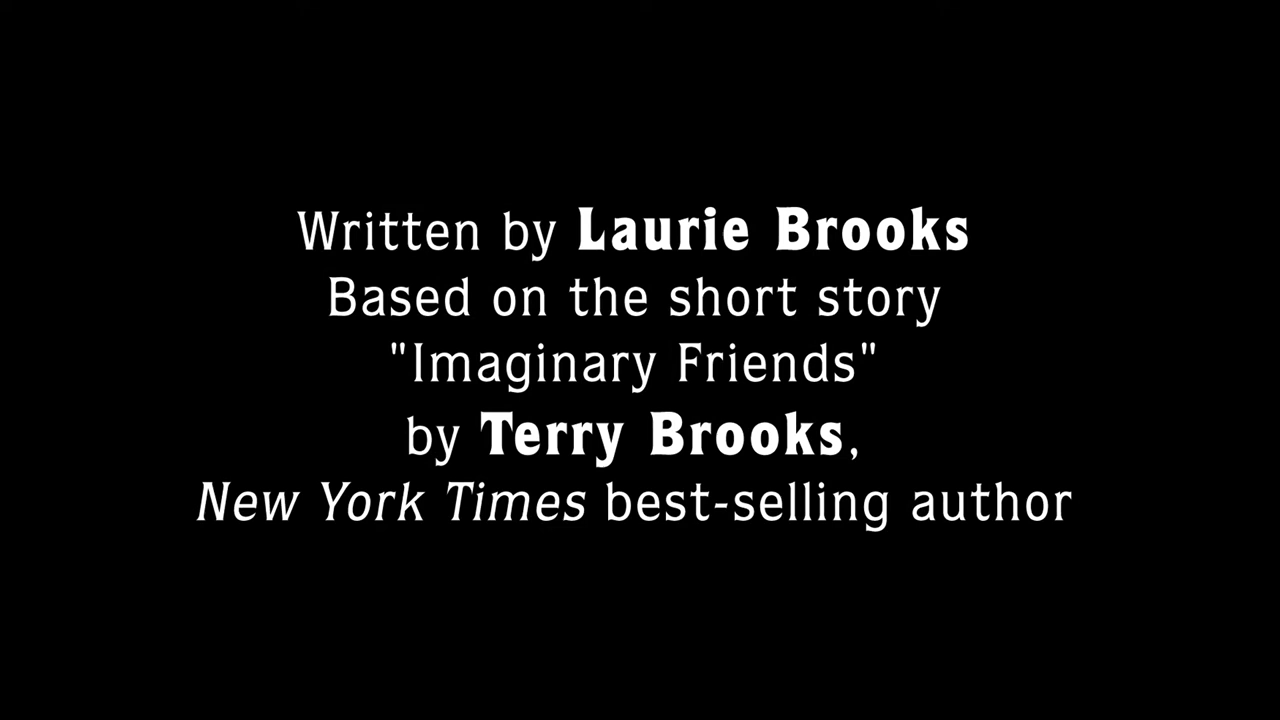 Written by Laurie Brooks
Based on the short story
"Imaginary Friends"
by Terry Brooks,
New York Times best-selling author